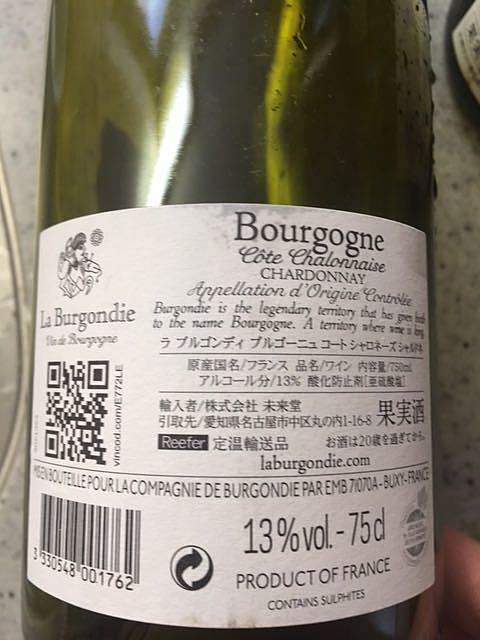 Bourgogne
Côte Chalonnaise
CHARDONNAY
Appellation d'Origine Contrôlée
La Burgondie
Vin de Bourgogne
Burgondie is the legendary territory that has given birth
to the name Bourgogne. A territory where wine is king.
ラ ブルゴンディ ブルゴーニュ コート シャロネーズ シャルドネ
原産国名/フランス 品名/ワイン 内容量/750ml
アルコール分/13% 酸化防止剤[亜硫酸塩]
輸入者/株式会社 未来堂
引取先/愛知県名古屋市中区丸の内1-16-8
果実酒
Reefer 定温輸送品
お酒は20歳を過ぎてから。
laburgondie.com
vincod.com/E772LE
MIS EN BOUTEILLE POUR LA COMPAGNIE DE BURGONDIE PAR EMB 71070A - BUXY - FRANCE
13%vol. - 75cl
PRODUCT OF FRANCE
CONTAINS SULPHITES
3 330548 001762